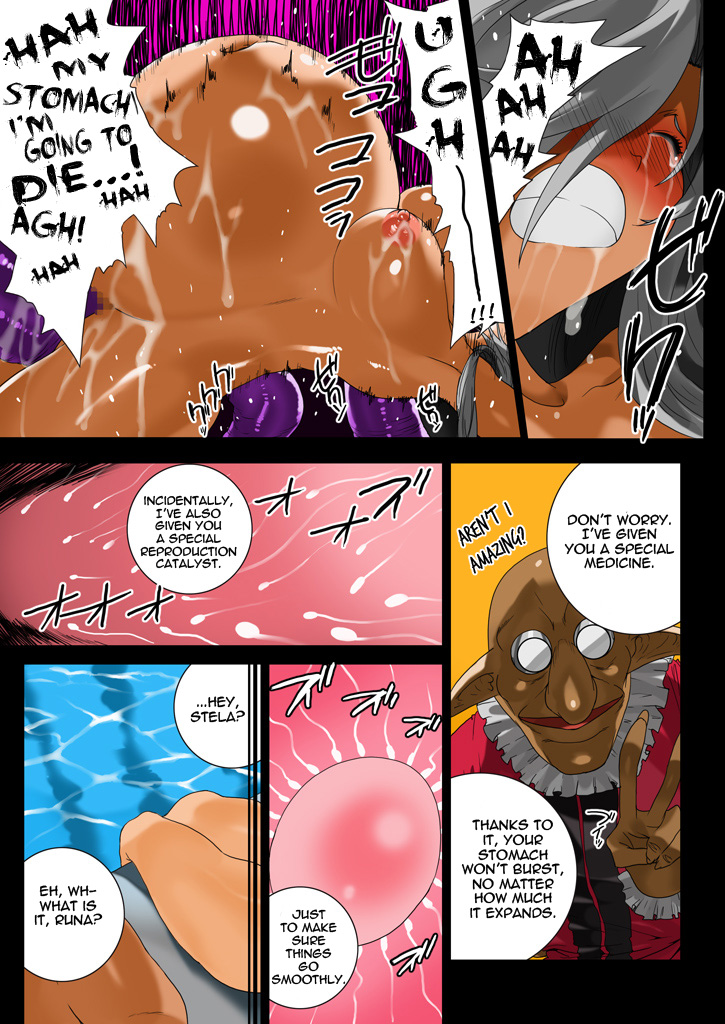 AH
AH
AH
UGH
!!!
HAH
MY
STOMACH
I'M
GOING TO
DIE...!
HAH
AGH!
HAH
DON'T WORRY.
I'VE GIVEN
YOU A SPECIAL
MEDICINE.
AREN'T I
AMAZING?
THANKS TO
IT, YOUR
STOMACH
WON'T BURST,
NO MATTER
HOW MUCH
IT EXPANDS.
INCIDENTALLY,
I'VE ALSO
GIVEN YOU
A SPECIAL
REPRODUCTION
CATALYST.
JUST
TO MAKE
SURE
THINGS
GO
SMOOTHLY.
...HEY,
STELA?
EH, WH-
WHAT IS
IT, RUNA?